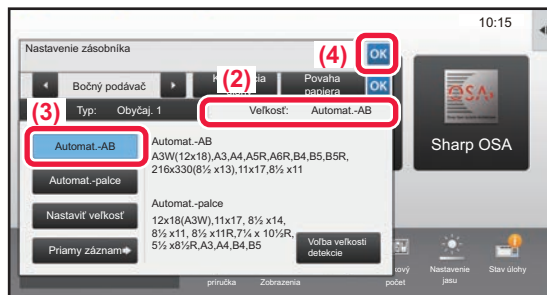 10:15
Nastavenie zásobníka
(4)
OK
Bočný podávač
(2)
Povaha
papiera
OK
(3)
Typ: Obyčaj. 1
Veľkosť: Automat.-AB
Automat.-AB
Automat.-AB
A3W(12x18),A3,A4,A5R,A6R,B4,B5,B5R,
216x330(8½ x13),11x17,8½ x11
Automat.-palce
Automat.-palce
12x18(A3W),11x17, 8½ x14,
8½ x11, 8½ x11R,7¼ x 10½R,
5½ x8½R,A3,A4,B4,B5
Nastaviť veľkosť
Priamy záznam
Voľba veľkosti
detekcie
Sharp OSA
príručka
Zobrazenia
počet
Nastavenie
jasu
Stav úlohy